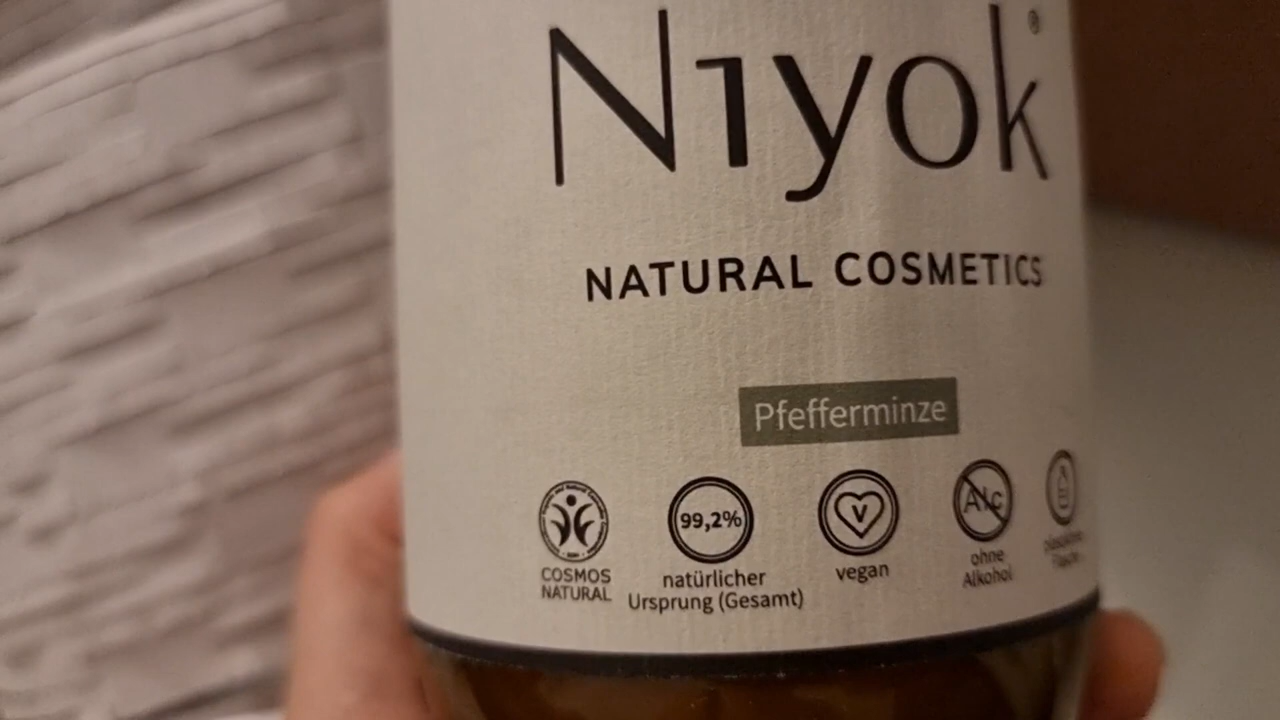 Niyok®
NATURAL COSMETICS
Pfefferminze
99,2%
V
Alc
COSMOS
NATURAL
natürlicher
Ursprung (Gesamt)
vegan
ohne
Alkohol